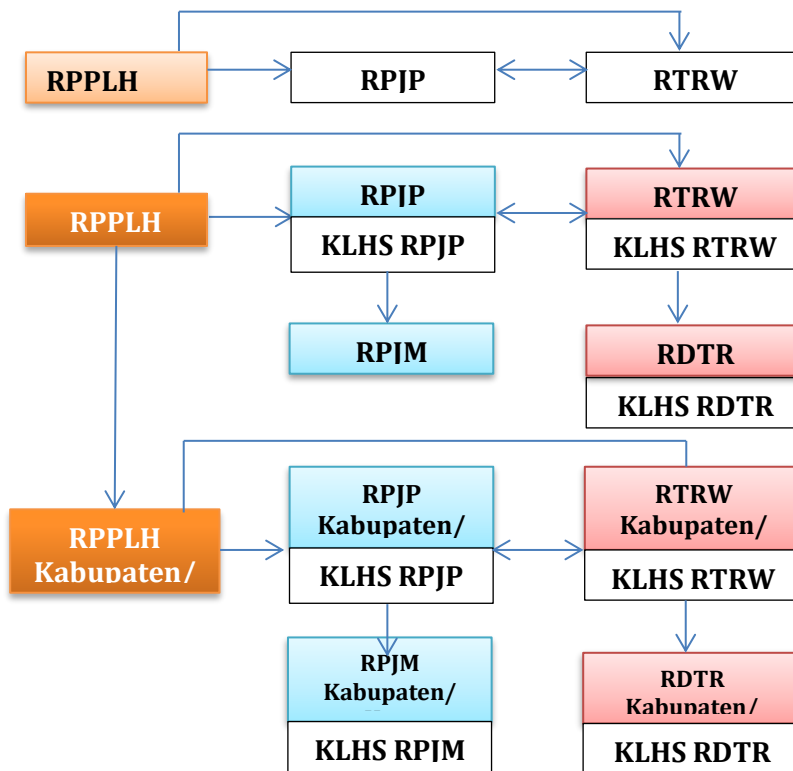 RPPLH
RPJP
RTRW
RPPLH
RPJP
RTRW
KLHS RPJP
KLHS RTRW
RPJM
RDTR
KLHS RDTR
RPPLH
Kabupaten/
RPJP
Kabupaten/
RTRW
Kabupaten/
KLHS RPJP
KLHS RTRW
RPJM
Kabupaten/
RDTR
Kabupaten/
KLHS RPJM
KLHS RDTR